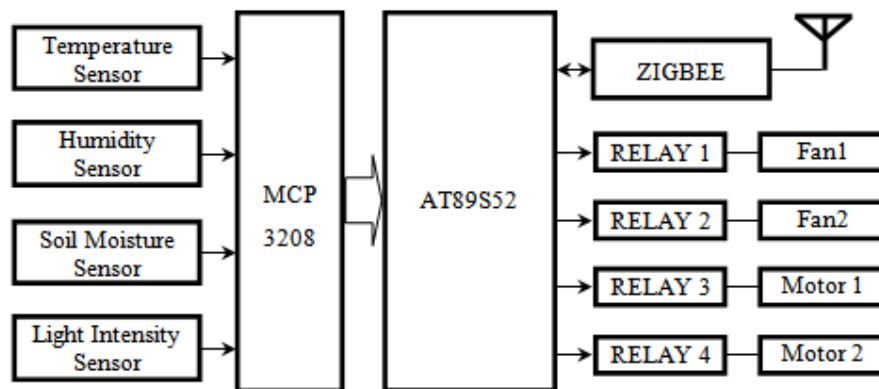 Temperature
Sensor
Humidity
Sensor
Soil Moisture
Sensor
Light Intensity
Sensor
MCP
3208
AT89S52
ZIGBEE
RELAY 1
Fan1
RELAY 2
Fan2
RELAY 3
Motor 1
RELAY 4
Motor 2